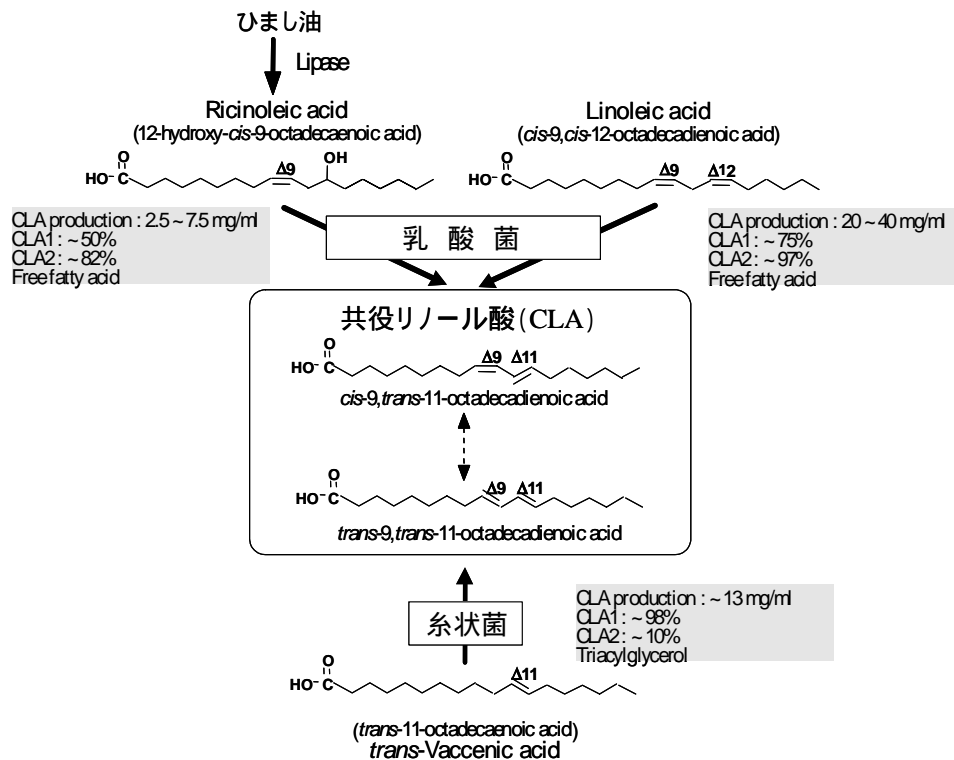 ひまし油
Lipase
Ricinoleic acid
(12-hydroxy-cis-9-octadecaenoic acid)
O
HO-C
Δ9
OH
Linoleic acid
(cis-9,cis-12-octadecadienoic acid)
O
HO-C
Δ9
Δ12
CLA production : 2.5 ~ 7.5 mg/ml
CLA1 : ~ 50%
CLA2 : ~ 82%
Free fatty acid
乳 酸 菌
CLA production : 20 ~ 40 mg/ml
CLA1 : ~ 75%
CLA2 : ~ 97%
Free fatty acid
共役リノール酸(CLA)
O
HO-C
Δ9
Δ11
cis-9,trans-11-octadecadienoic acid
O
HO-C
Δ9
Δ11
trans-9,trans-11-octadecadienoic acid
糸状菌
CLA production : ~ 13 mg/ml
CLA1 : ~ 98%
CLA2 : ~ 10%
Triacylglycerol
O
HO-C
Δ11
(trans-11-octadecaenoic acid)
trans-Vaccenic acid